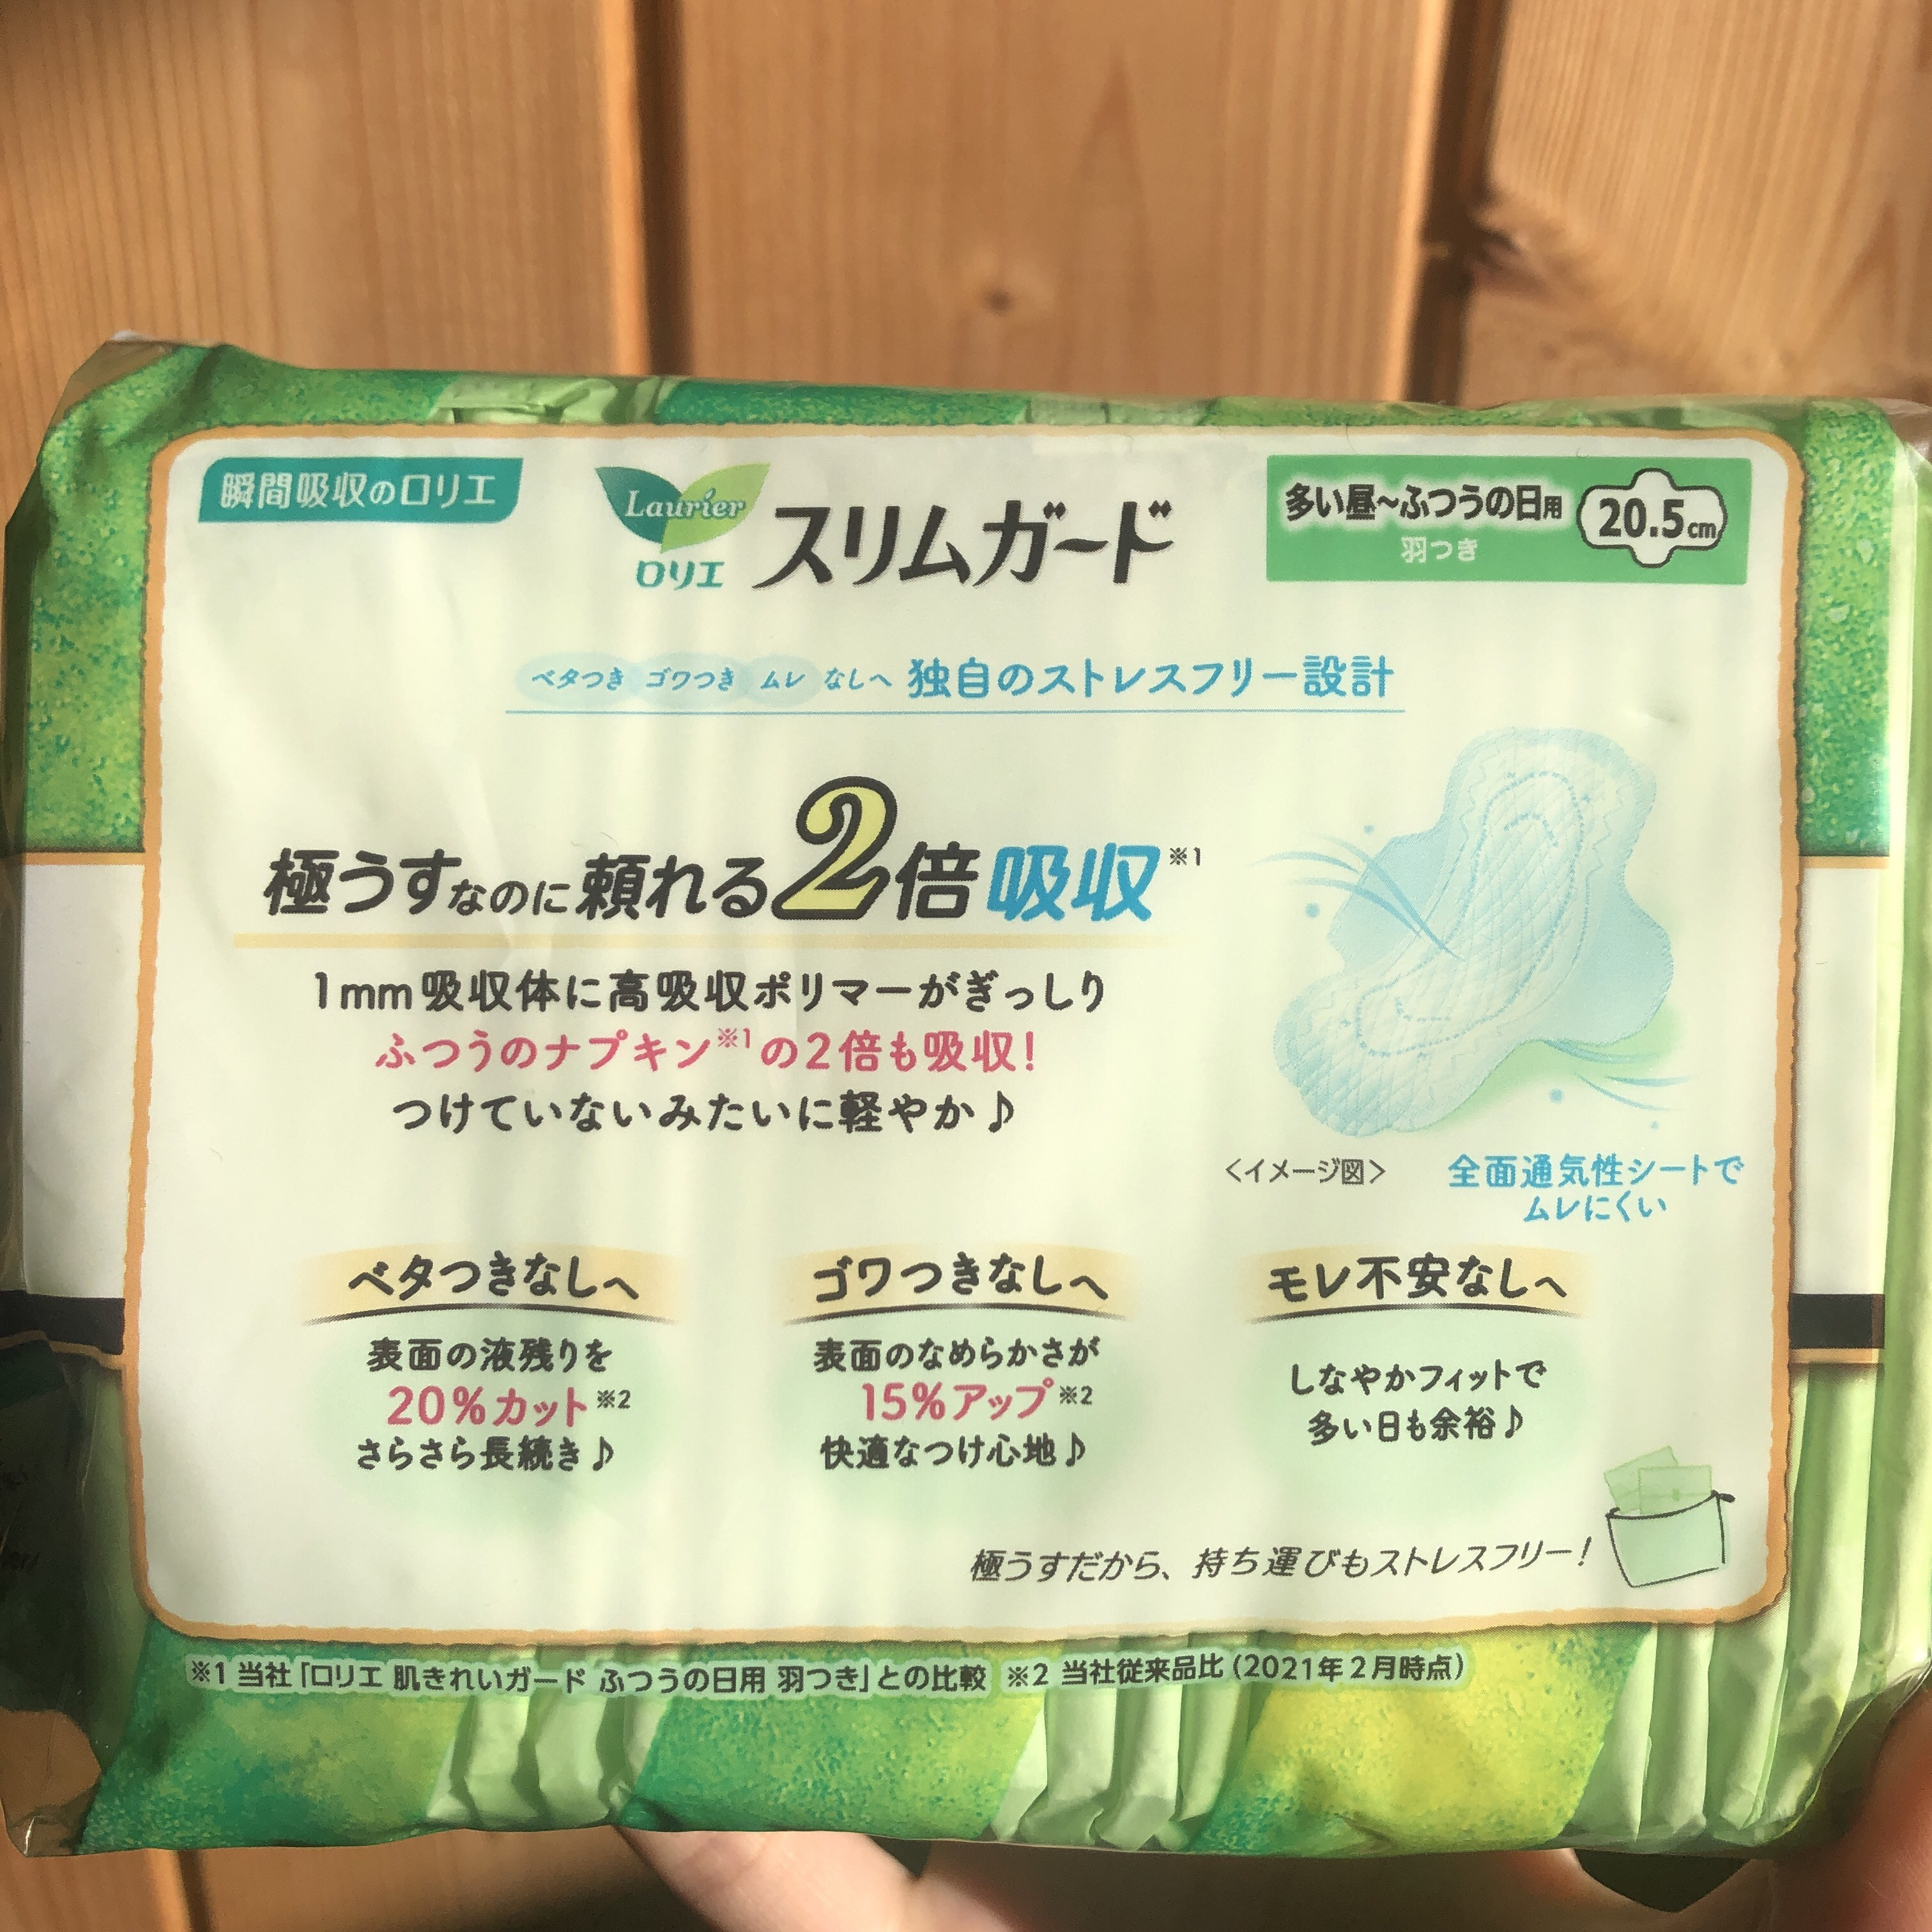 瞬間吸収のロリエ
Laurier
ロリエ
スリムガード
多い昼~ふつうの日用
羽つき
20.5cm
ベタつき ゴワつき ムレ なしへ 独自のストレスフリー設計
極うすなのに頼れる2倍吸収※1
1mm吸収体に高吸収ポリマーがぎっしり
ふつうのナプキン※1の2倍も吸収!
つけていないみたいに軽やか♪
<イメージ図>
全面通気性シートで
ムレにくい
ベタつきなしへ
表面の液残りを
20%カット※2
さらさら長続き♪
ゴワつきなしへ
表面のなめらかさが
15%アップ※2
快適なつけ心地♪
モレ不安なしへ
しなやかフィットで
多い日も余裕♪
極うすだから、持ち運びもストレスフリー!
※1 当社「ロリエ 肌きれいガード ふつうの日用 羽つき」との比較 ※2 当社従来品比(2021年2月時点)